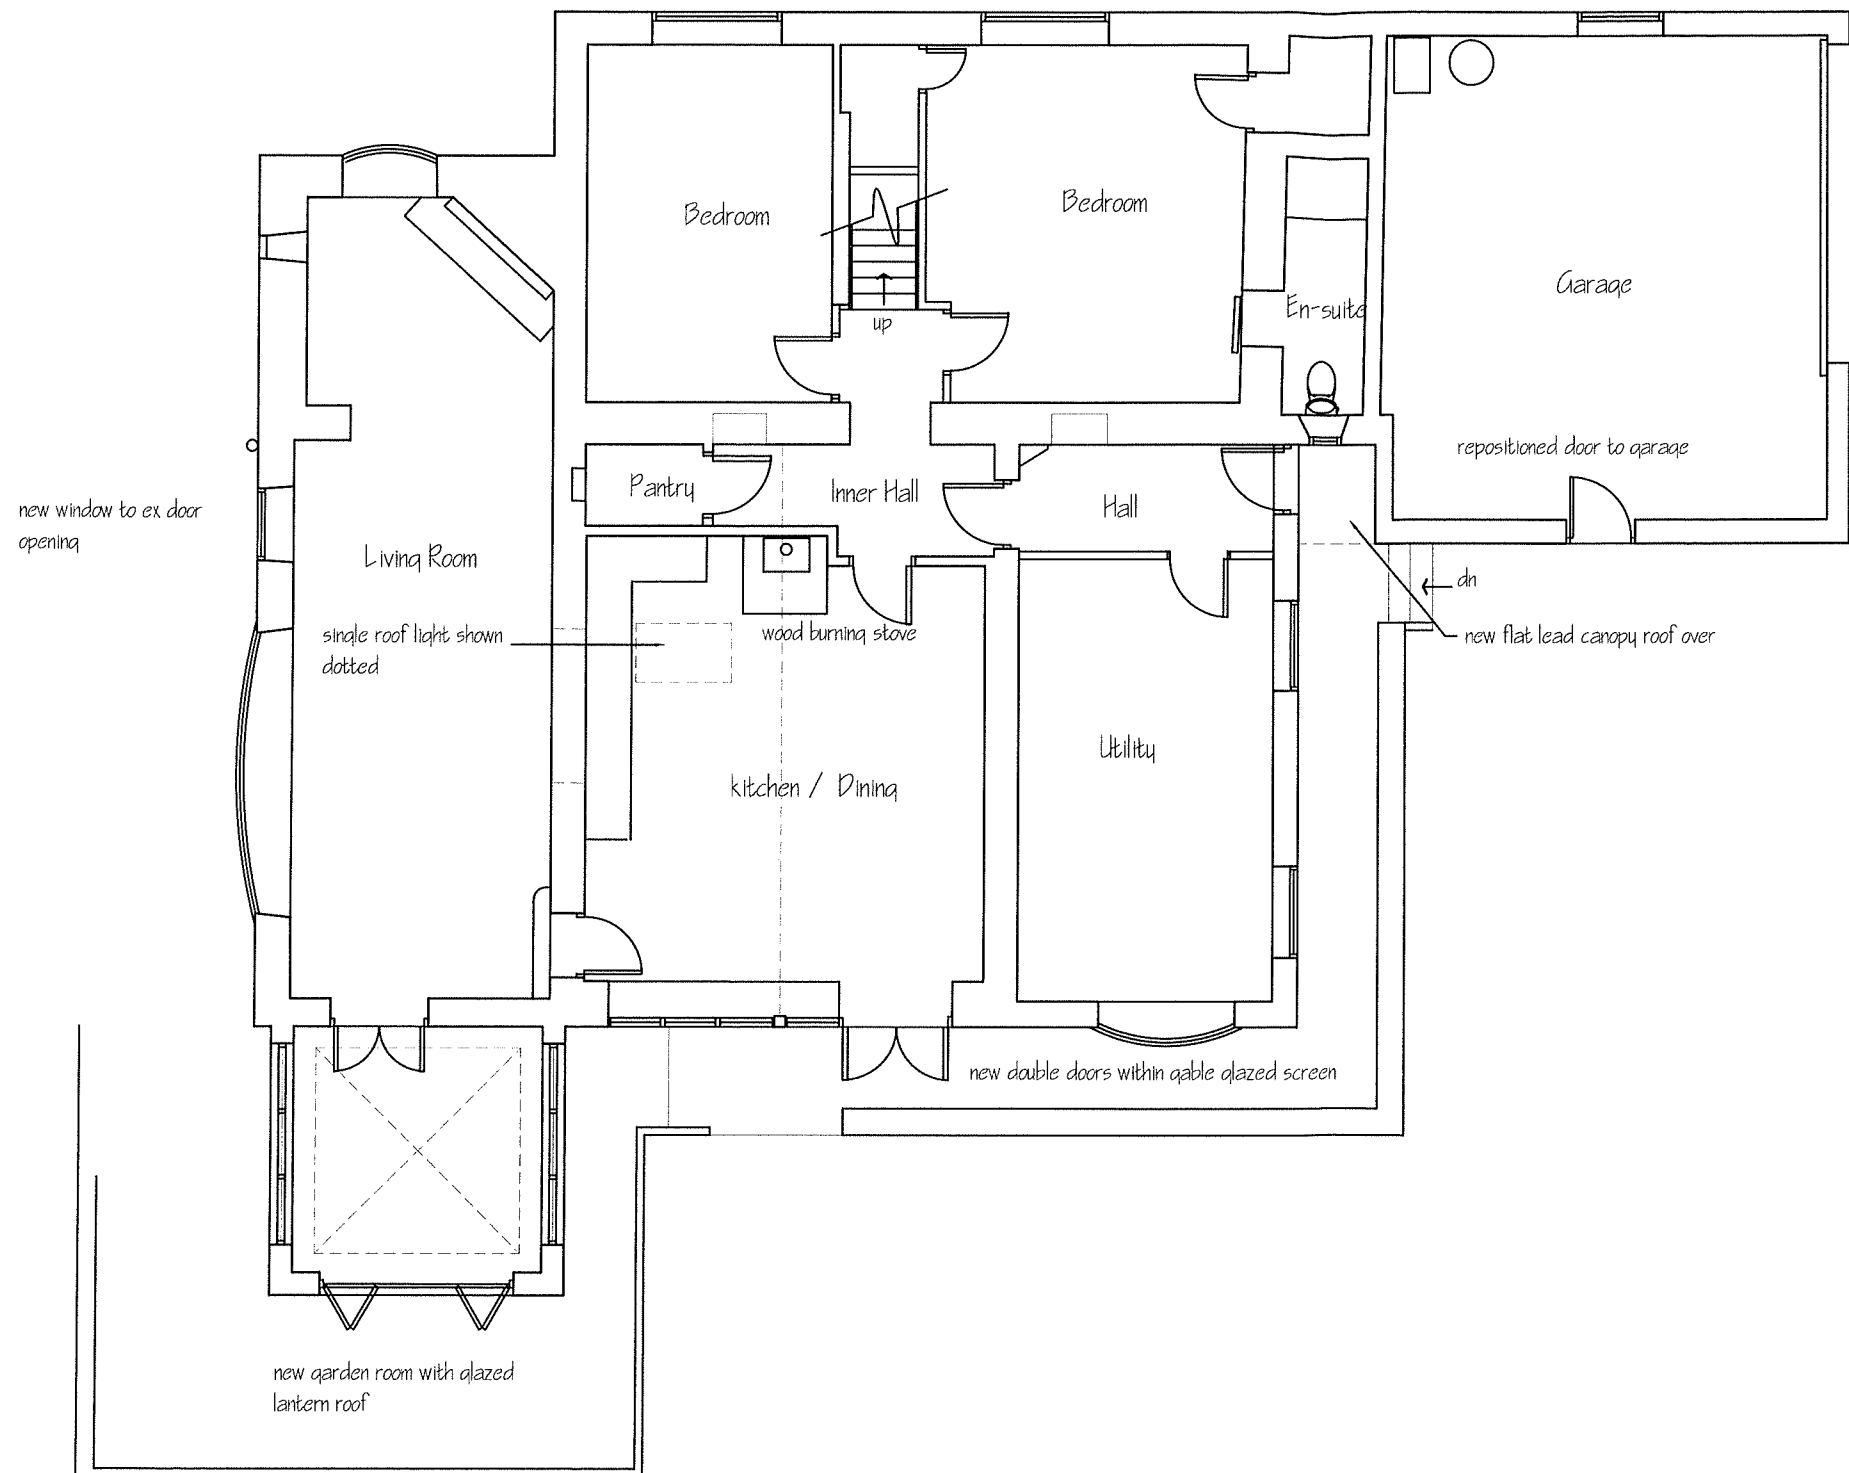 Bedroom
Bedroom
Garage
En-suite
up
repositioned door to garage
Pantry
Inner Hall
Hall
new window to ex door
opening
Living Room
dn
single roof light shown
dotted
wood burning stove
new flat lead canopy roof over
Utility
kitchen / Dining
new double doors within gable glazed screen
new garden room with glazed
lantern roof